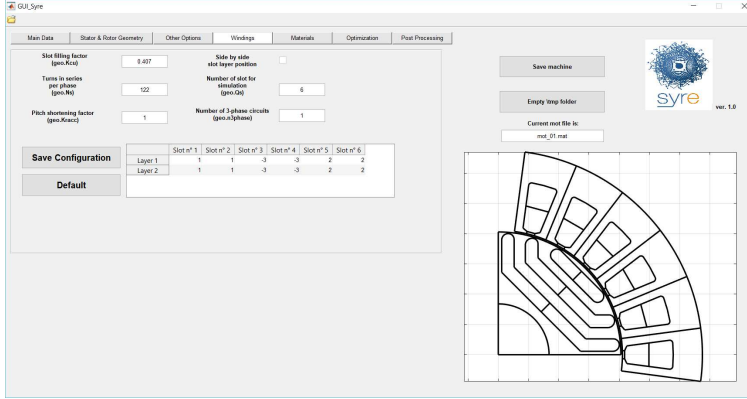 GUI_Syre
Main Data Stator & Rotor Geometry Other Options Windings Materials Optimization Post Processing
Slot filling factor
(geo.Kcu)
0.407
Side by side
slot layer position
Turns in series
per phase
(geo.Ns)
122
Number of slot for
simulation
(geo.Qs)
6
Pitch shortening factor
(geo.Kracc)
1
Number of 3-phase circuits
(geo.n3phase)
1
Save Configuration
Default
Slot n° 1 Slot n° 2 Slot n° 3 Slot n° 4 Slot n° 5 Slot n° 6
Layer 1 1 1 -3 -3 2 2
Layer 2 1 1 -3 -3 2 2
Save machine
Empty \tmp folder
Current mot file is:
mot_01.mat
syre
ver. 1.0